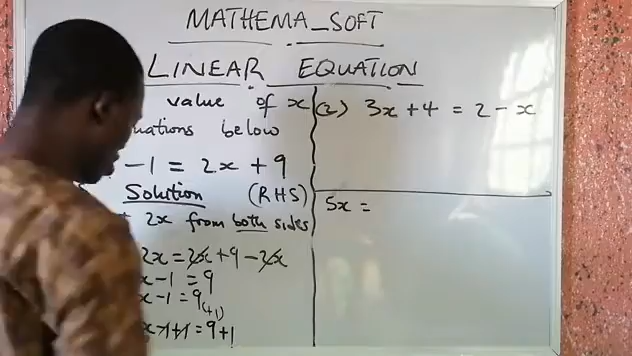 MATHEMA_SOFT
LINEAR EQUATION
value of x
below
-1 = 2x + 9
Solution (RHS)
2x from both sides
2x = 2x + 9 - 2x
x - 1 = 9
x - 1 = 9(+1)
x - 1 + 1 = 9 + 1
(2) 3x + 4 = 2 - x
5x =